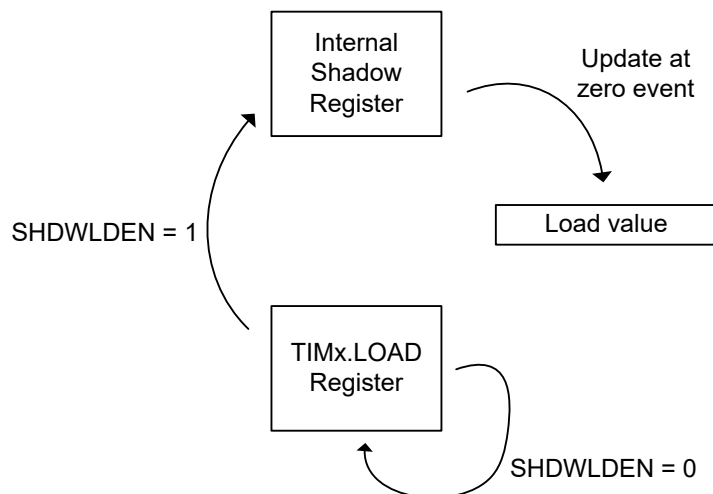 Internal
Shadow
Register
Update at
zero event
SHDWLDEN = 1
Load value
TIMx.LOAD
Register
SHDWLDEN = 0